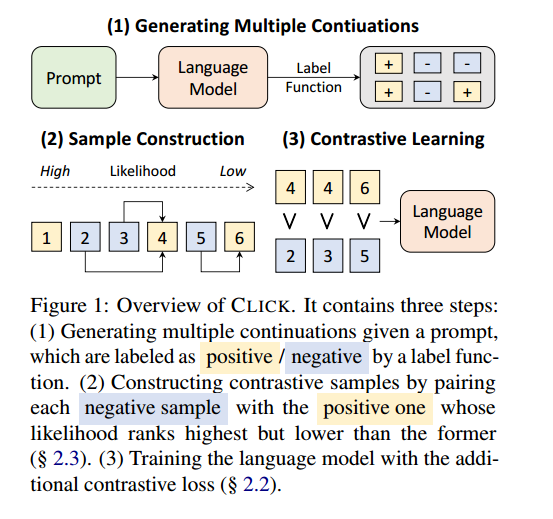 (1) Generating Multiple Contiuations
Prompt
Language
Model
Label
Function
+ - -
+ - +
(2) Sample Construction
High Likelihood Low
1 2 3 4 5 6
(3) Contrastive Learning
4 4 6
V V V
2 3 5
Language
Model
Figure 1: Overview of CLICK. It contains three steps:
(1) Generating multiple continuations given a prompt,
which are labeled as positive / negative by a label func-
tion. (2) Constructing contrastive samples by pairing
each negative sample with the positive one whose
likelihood ranks highest but lower than the former
(§ 2.3). (3) Training the language model with the addi-
tional contrastive loss (§ 2.2).